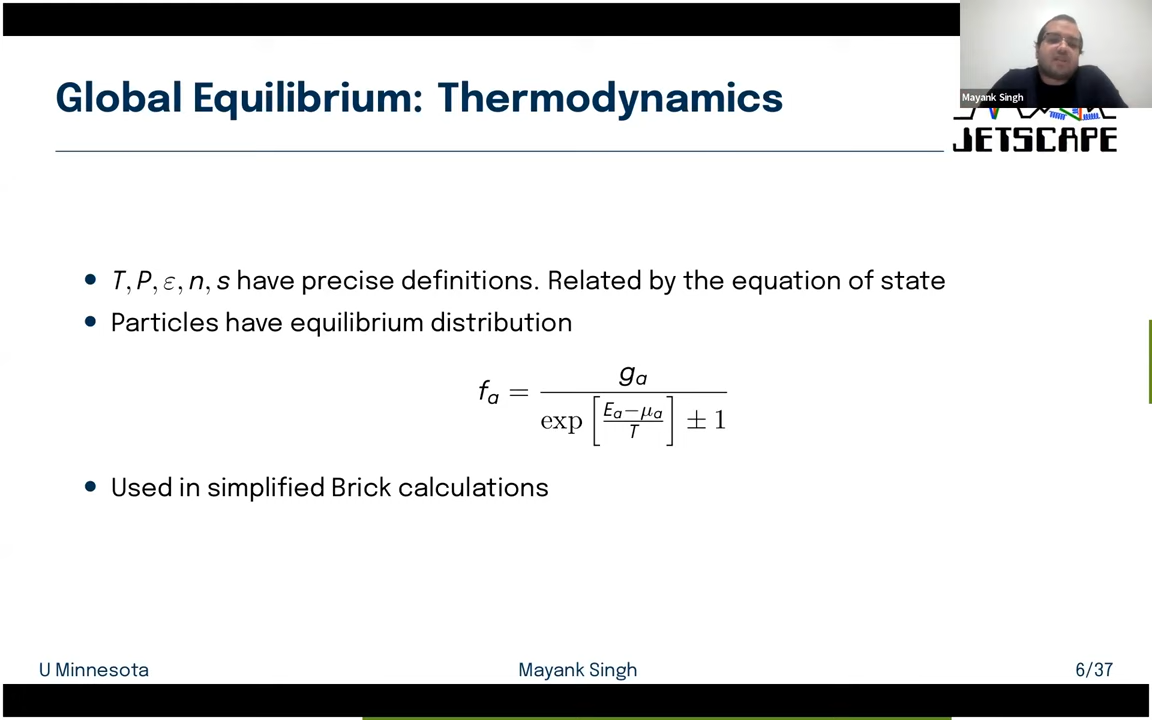 Global Equilibrium: Thermodynamics
Mayank Singh
JETSCAPE
• T, P, ε, n, s have precise definitions. Related by the equation of state
• Particles have equilibrium distribution
f_a = g_a / (exp[(E_a−μ_a)/T] ± 1)
• Used in simplified Brick calculations
U Minnesota
Mayank Singh
6/37